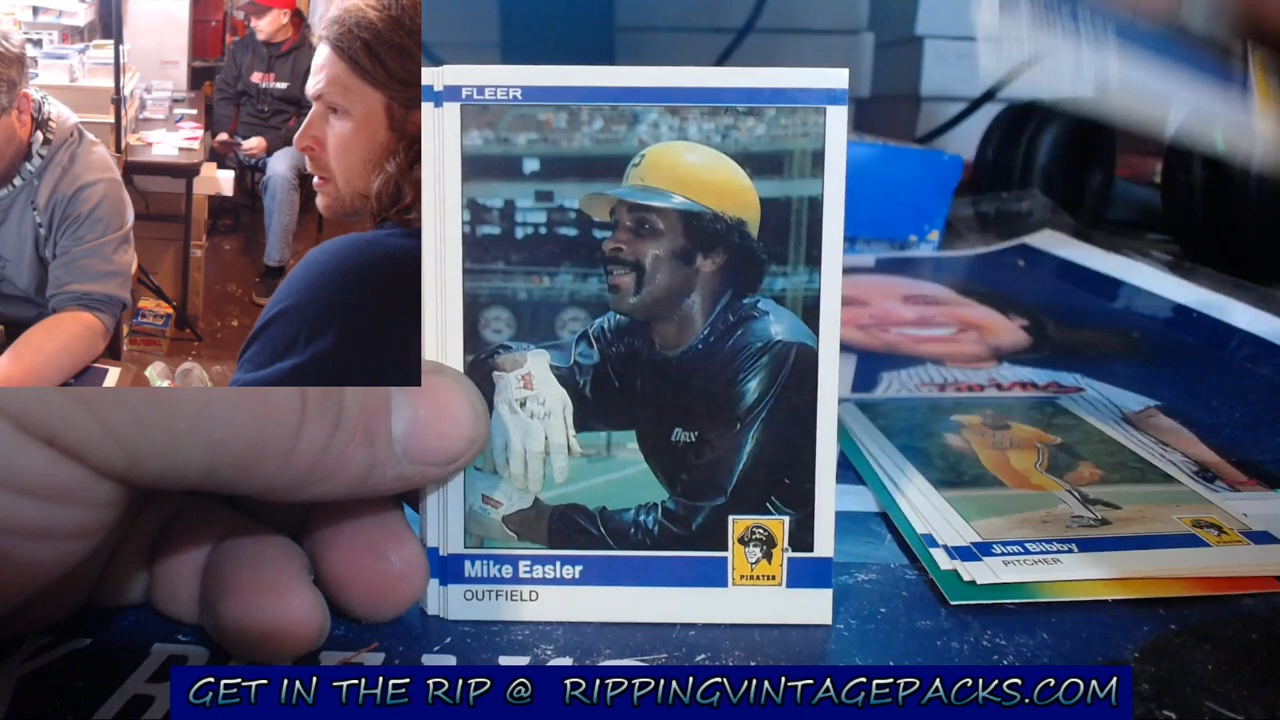 FLEER
Mike Easler
OUTFIELD
PIRATES
Jim Bibby
PITCHER
GET IN THE RIP @ RIPPINGVINTAGEPACKS.COM